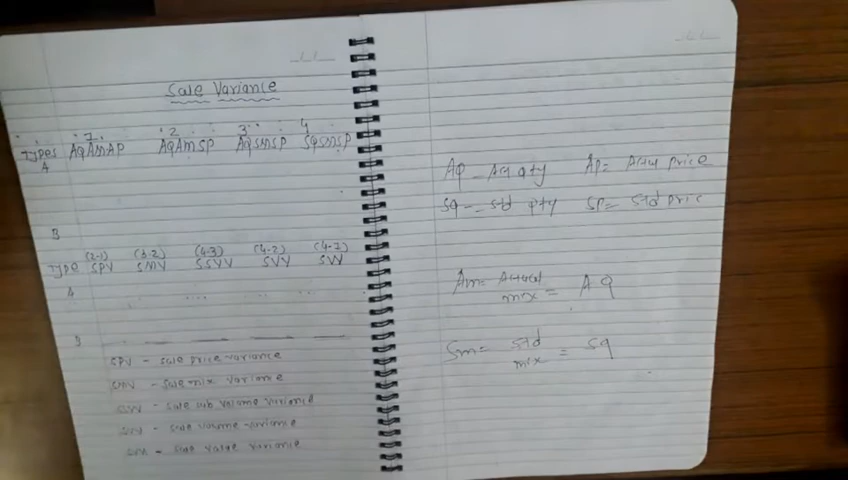 Sale Variance
1 2 3 4
Types AQAMAP AQAMSP AQSMSP SQSMSP
A
B
(2-1) (3-2) (4-3) (4-2) (4-1)
Type SPV SMV SSVV SVV SVV
A
B
SPV - Sale price variance
SMV - Sale mix variance
SSVV - Sale sub volume variance
SVV - Sale volume variance
SVV - Sale value variance
AQ - Act qty AP = Actual price
SQ - Std qty SP = Std price
AM = Actual
mix = AQ
SM = Std
mix = SQ